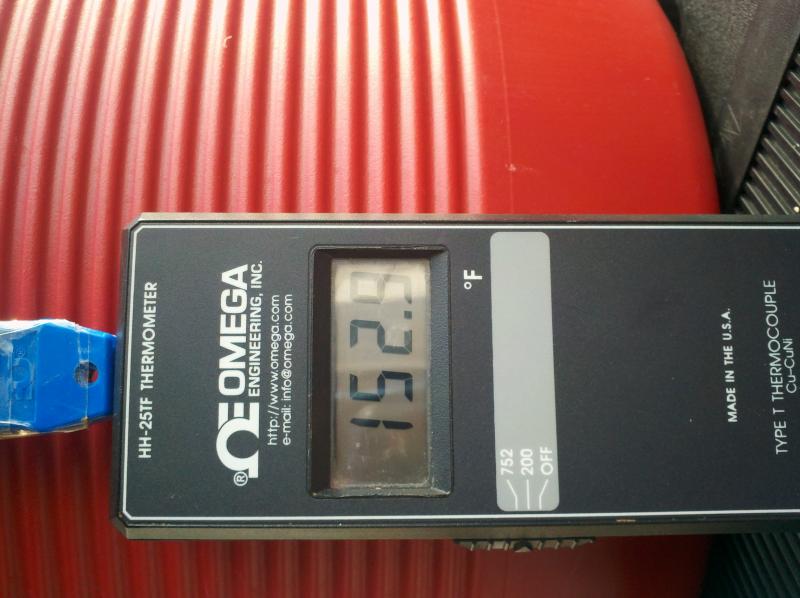 HH-25TF THERMOMETER
® OMEGA
ENGINEERING, INC.
http://www.omega.com
e-mail: info@omega.com
152.9
°F
752
200
OFF
MADE IN THE U.S.A.
TYPE T THERMOCOUPLE
Cu-CuNi